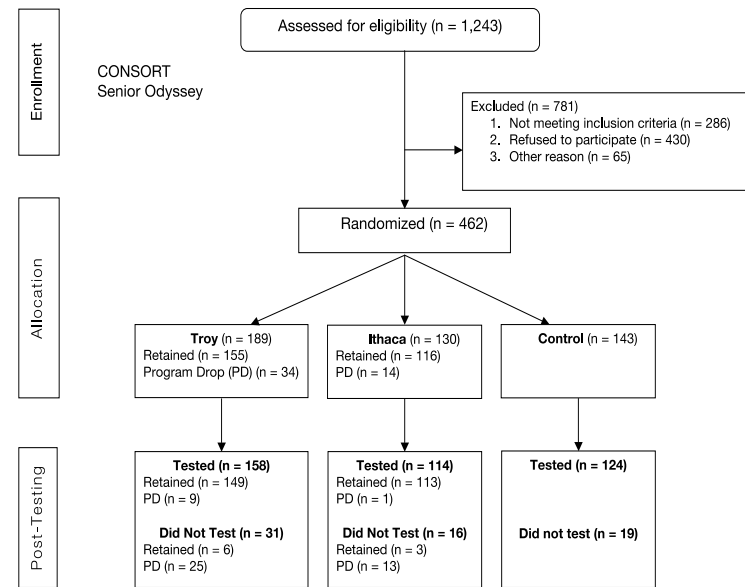 Enrollment
Assessed for eligibility (n = 1,243)
CONSORT
Senior Odyssey
Excluded (n = 781)
1. Not meeting inclusion criteria (n = 286)
2. Refused to participate (n = 430)
3. Other reason (n = 65)
Allocation
Randomized (n = 462)
Troy (n = 189)
Retained (n = 155)
Program Drop (PD) (n = 34)
Ithaca (n = 130)
Retained (n = 116)
PD (n = 14)
Control (n = 143)
Post-Testing
Tested (n = 158)
Retained (n = 149)
PD (n = 9)
Did Not Test (n = 31)
Retained (n = 6)
PD (n = 25)
Tested (n = 114)
Retained (n = 113)
PD (n = 1)
Did Not Test (n = 16)
Retained (n = 3)
PD (n = 13)
Tested (n = 124)
Did not test (n = 19)